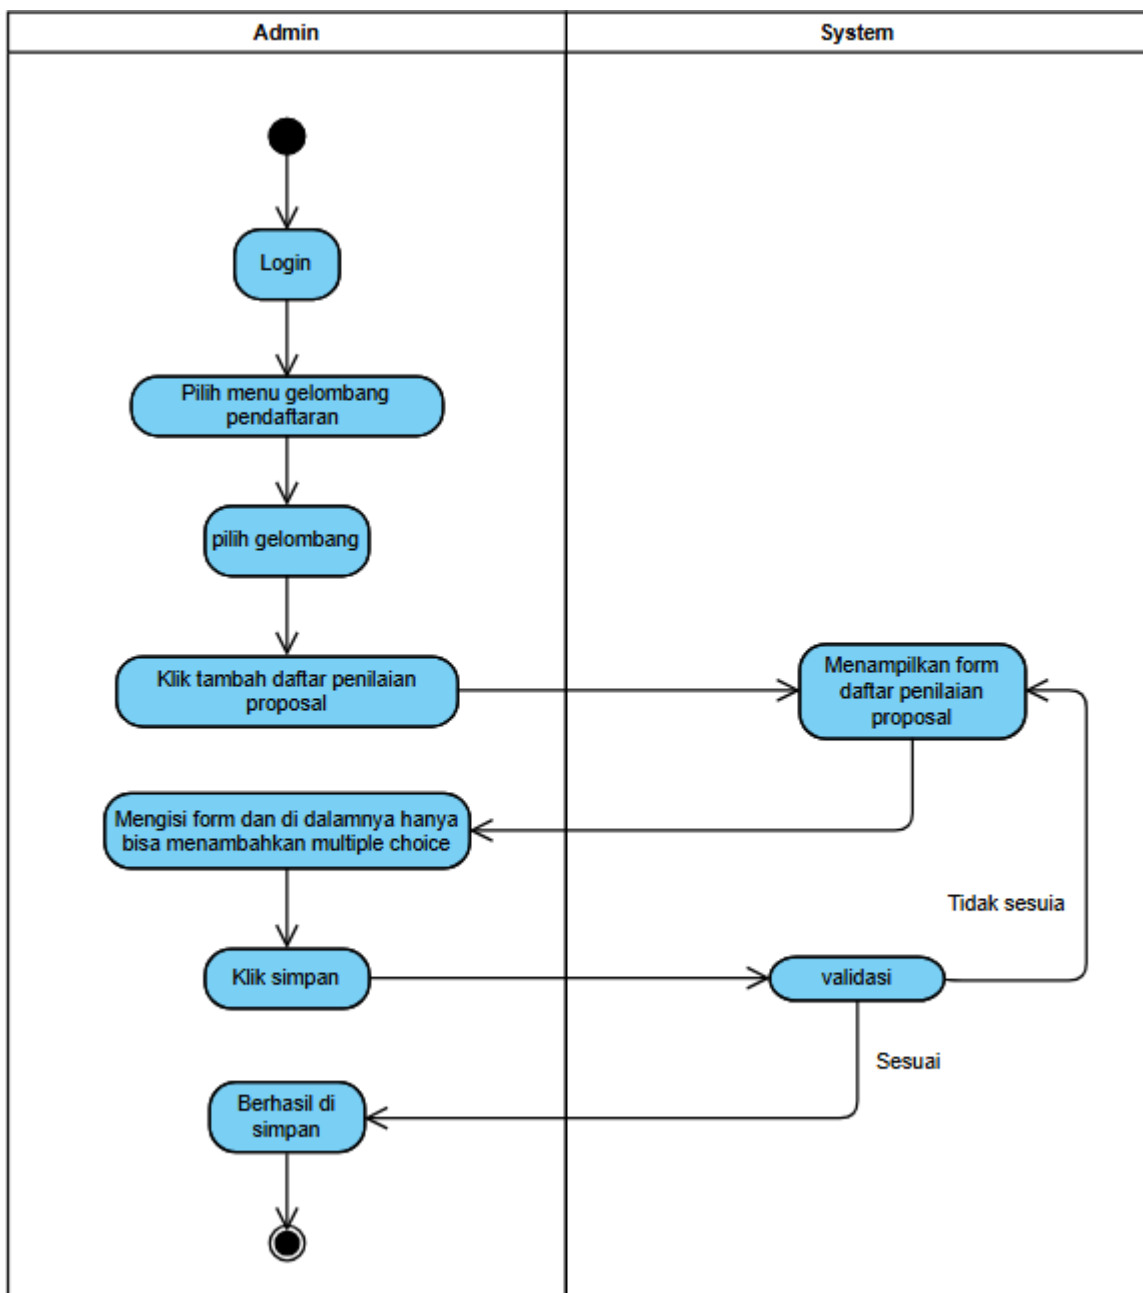 Admin
System
Login
Pilih menu gelombang
pendaftaran
pilih gelombang
Klik tambah daftar penilaian
proposal
Menampilkan form
daftar penilaian
proposal
Mengisi form dan di dalamnya hanya
bisa menambahkan multiple choice
Tidak sesuia
Klik simpan
validasi
Sesuai
Berhasil di
simpan